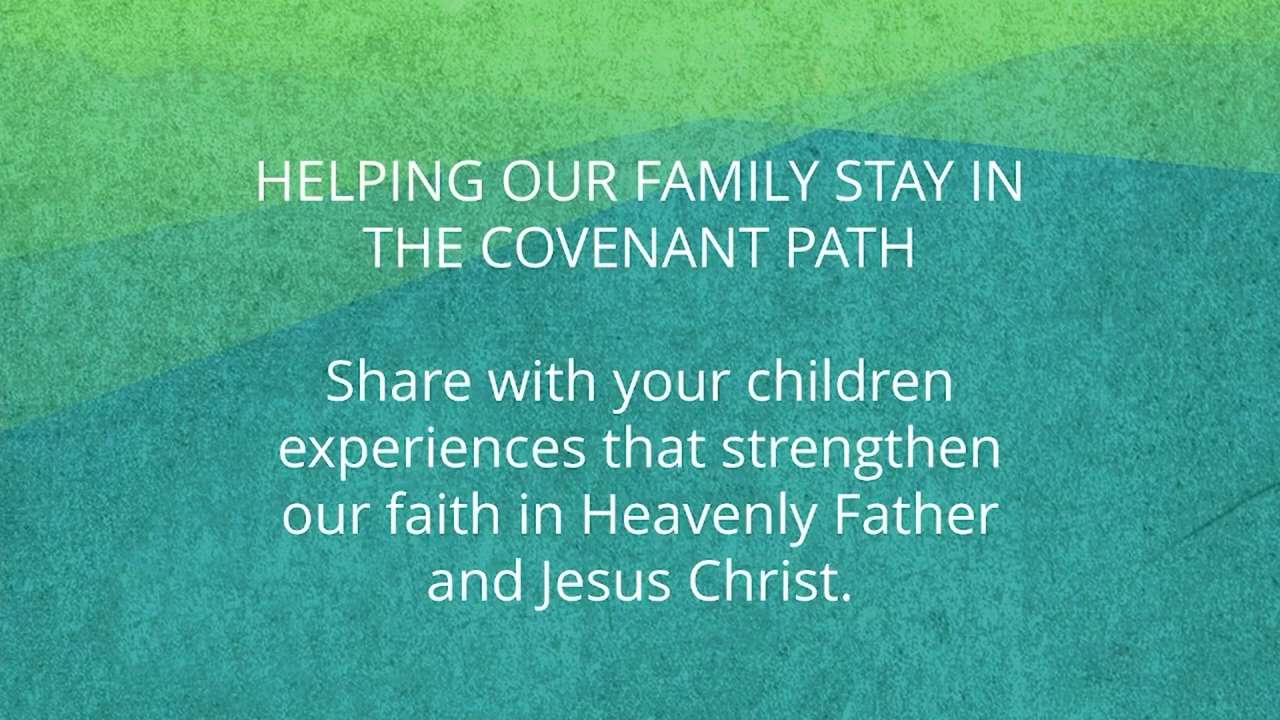 HELPING OUR FAMILY STAY IN
THE COVENANT PATH
Share with your children
experiences that strengthen
our faith in Heavenly Father
and Jesus Christ.